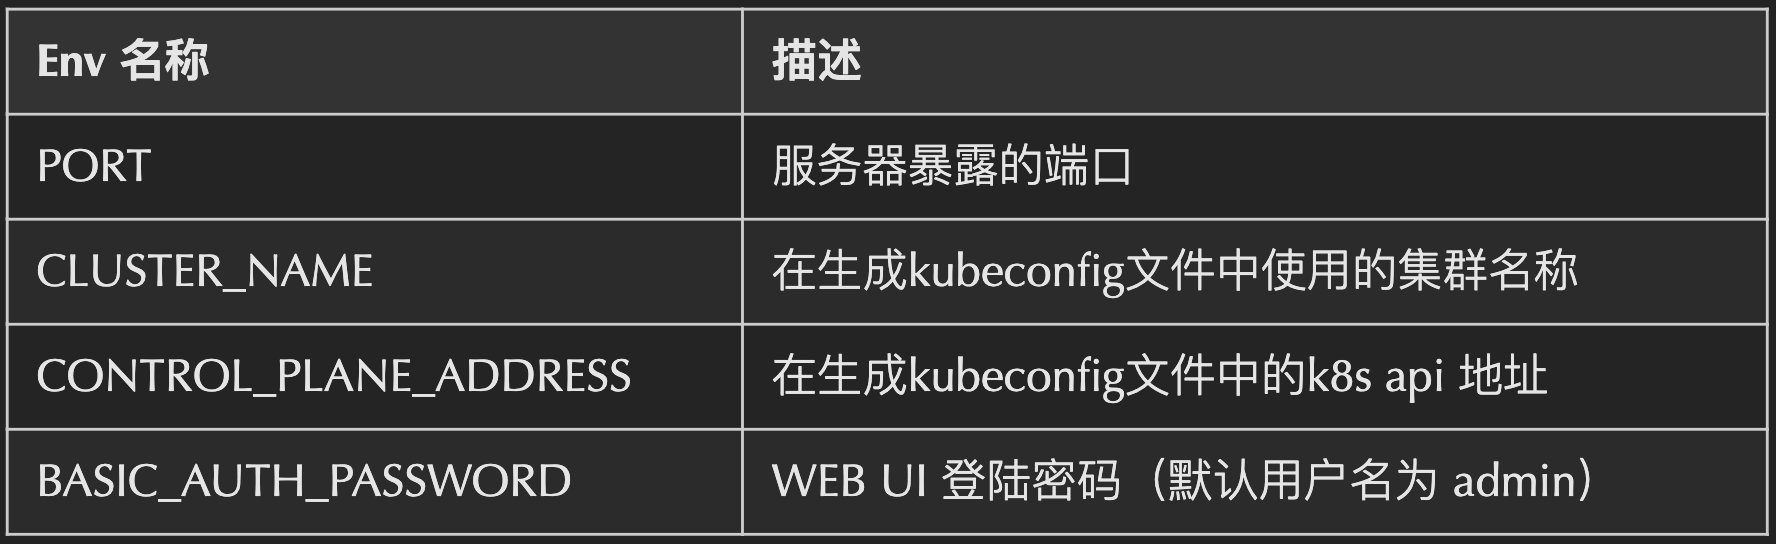 Env 名称 描述
PORT 服务器暴露的端口
CLUSTER_NAME 在生成kubeconfig文件中使用的集群名称
CONTROL_PLANE_ADDRESS 在生成kubeconfig文件中的k8s api 地址
BASIC_AUTH_PASSWORD WEB UI 登陆密码（默认用户名为 admin）